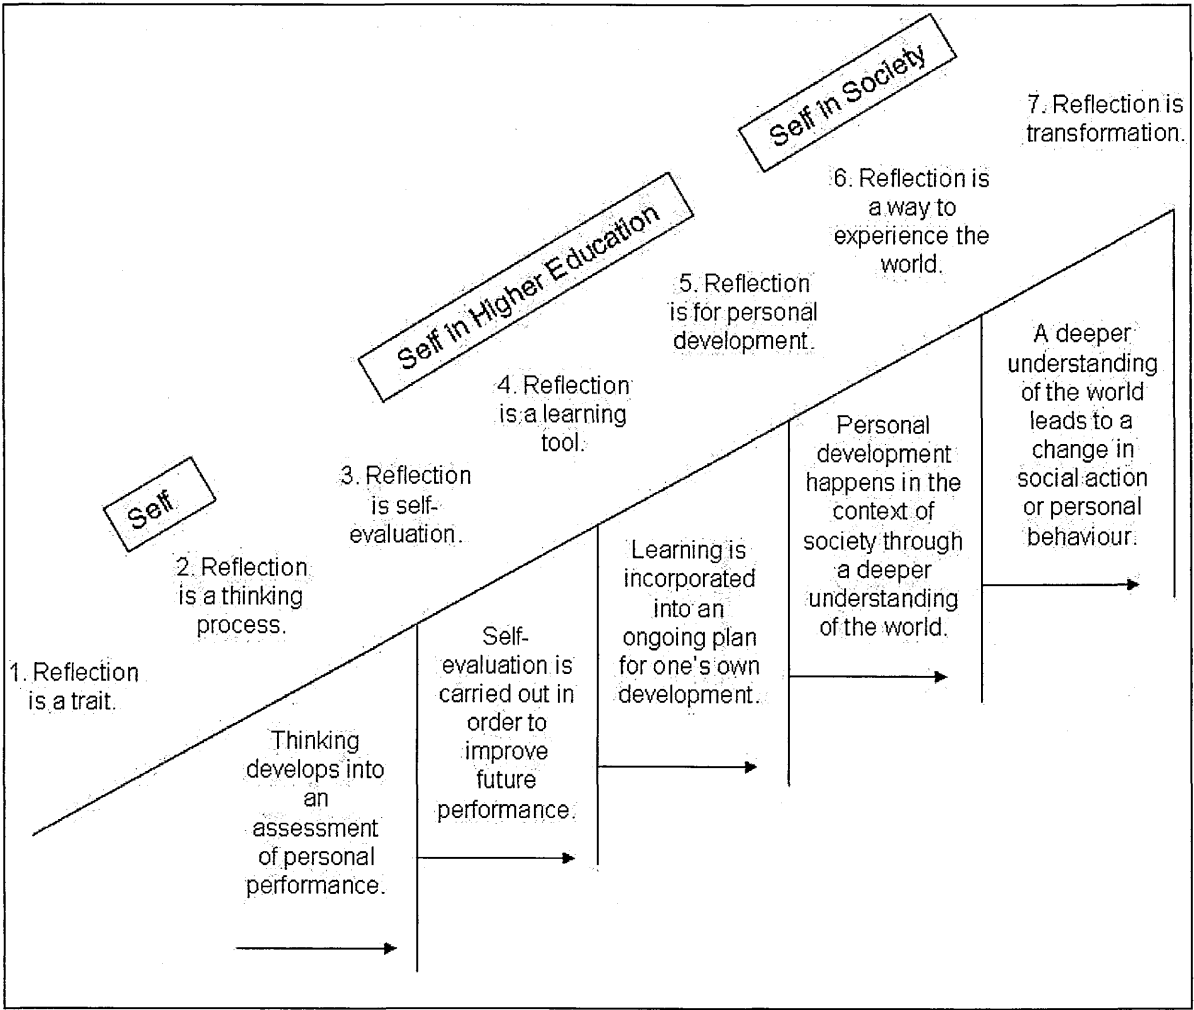 Self in Society
7. Reflection is
transformation.
6. Reflection is
a way to
experience the
world.
Self in Higher Education
5. Reflection
is for personal
development.
4. Reflection
is a learning
tool.
Self
3. Reflection
is self-
evaluation.
2. Reflection
is a thinking
process.
1. Reflection
is a trait.
Thinking
develops into
an
assessment
of personal
performance.
Self-
evaluation is
carried out in
order to
improve
future
performance.
Learning is
incorporated
into an
ongoing plan
for one's own
development.
Personal
development
happens in the
context of
society through
a deeper
understanding
of the world.
A deeper
understanding
of the world
leads to a
change in
social action
or personal
behaviour.